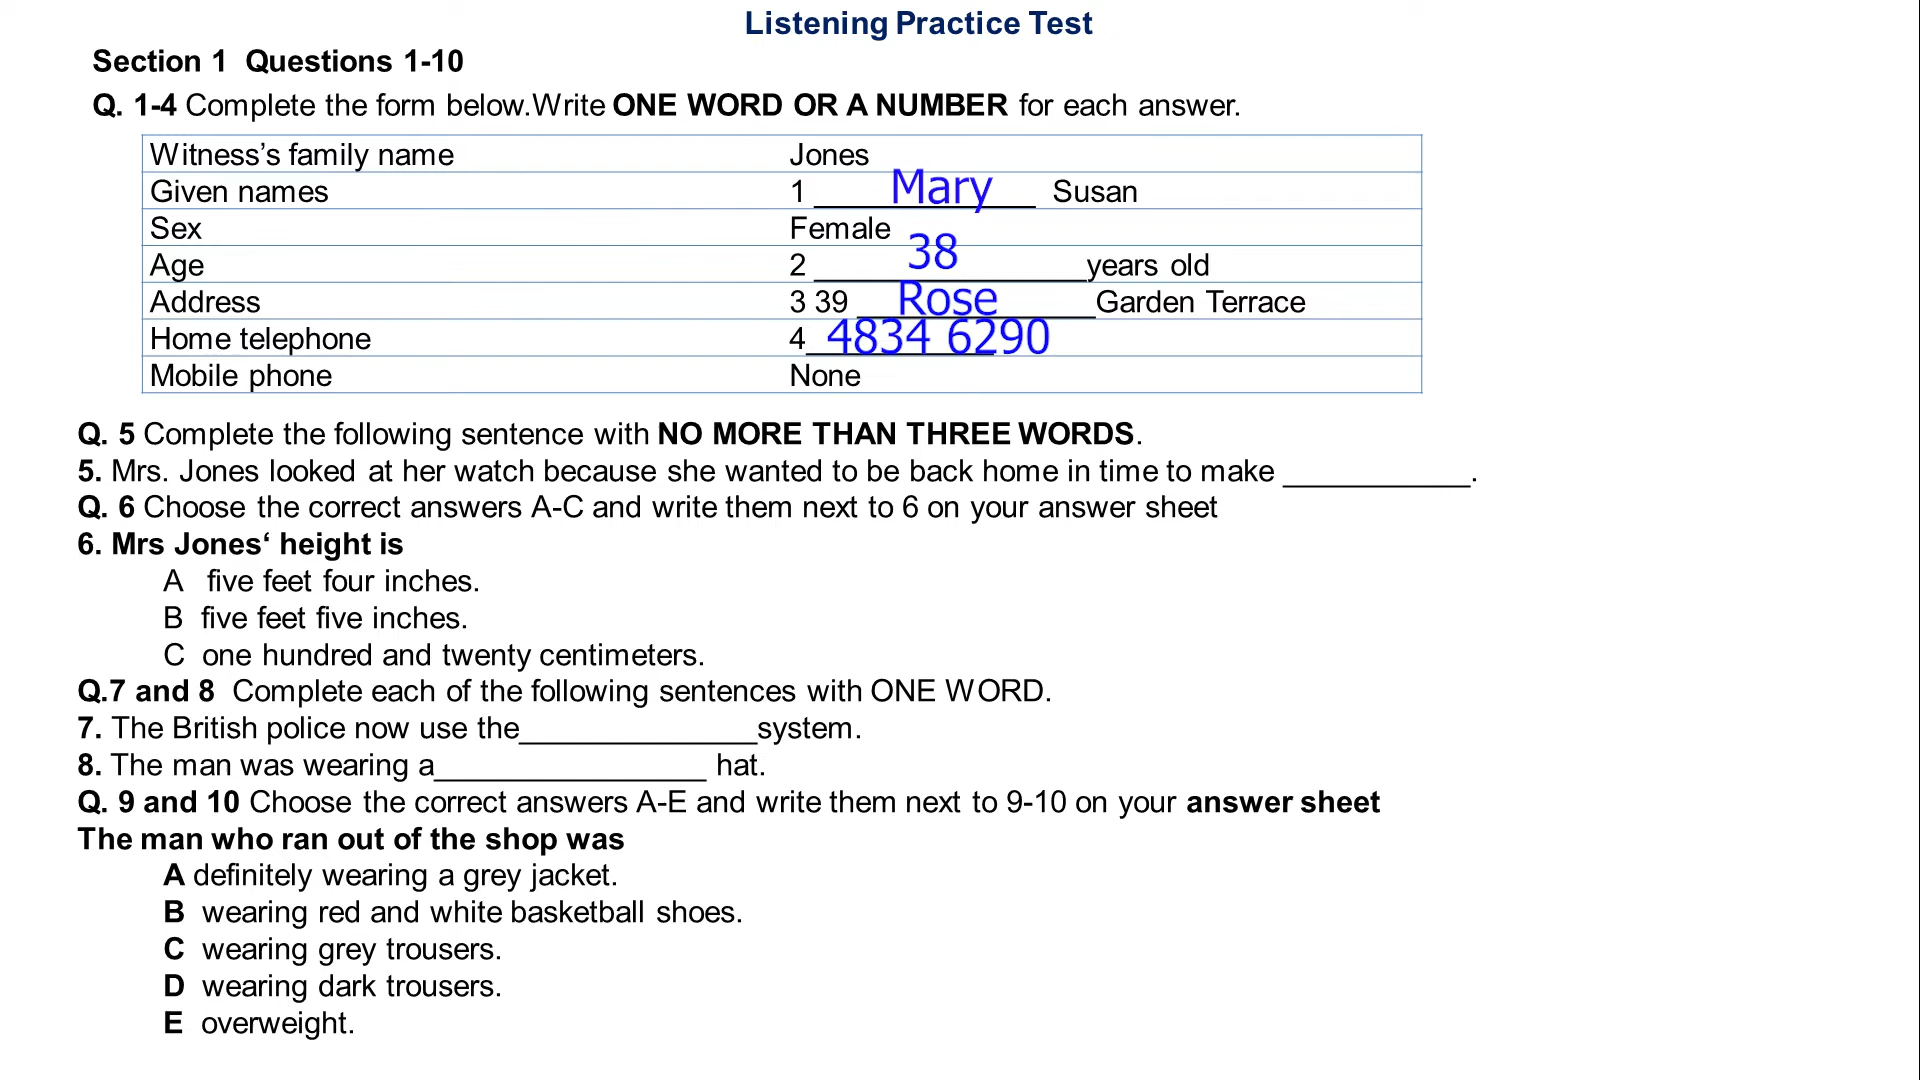 Listening Practice Test
Section 1 Questions 1-10
Q. 1-4 Complete the form below.Write ONE WORD OR A NUMBER for each answer.
Witness’s family name Jones
Given names 1 ____________ Mary Susan
Sex Female
Age 2 38 ____________years old
Address 3 39 Rose ____________Garden Terrace
Home telephone 4____________ 4834 6290
Mobile phone None
Q. 5 Complete the following sentence with NO MORE THAN THREE WORDS.
5. Mrs. Jones looked at her watch because she wanted to be back home in time to make ___________.
Q. 6 Choose the correct answers A-C and write them next to 6 on your answer sheet
6. Mrs Jones‘ height is
A five feet four inches.
B five feet five inches.
C one hundred and twenty centimeters.
Q.7 and 8 Complete each of the following sentences with ONE WORD.
7. The British police now use the______________system.
8. The man was wearing a________________ hat.
Q. 9 and 10 Choose the correct answers A-E and write them next to 9-10 on your answer sheet
The man who ran out of the shop was
A definitely wearing a grey jacket.
B wearing red and white basketball shoes.
C wearing grey trousers.
D wearing dark trousers.
E overweight.